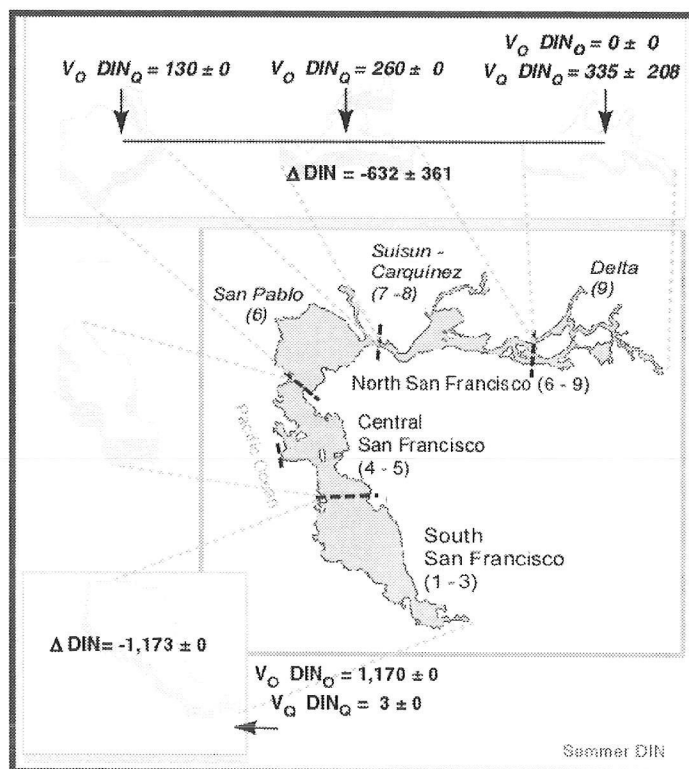 V_O DIN_O = 0 ± 0
V_O DIN_Q = 130 ± 0
V_O DIN_Q = 260 ± 0
V_Q DIN_Q = 335 ± 208
Δ DIN = -632 ± 361
San Pablo
(6)
Suisun -
Carquinez
(7 -8)
Delta
(9)
North San Francisco (6 - 9)
Central
San Francisco
(4 - 5)
Pacific Ocean
South
San Francisco
(1 - 3)
Δ DIN= -1,173 ± 0
V_O DIN_O = 1,170 ± 0
V_Q DIN_Q = 3 ± 0
Summer DIN